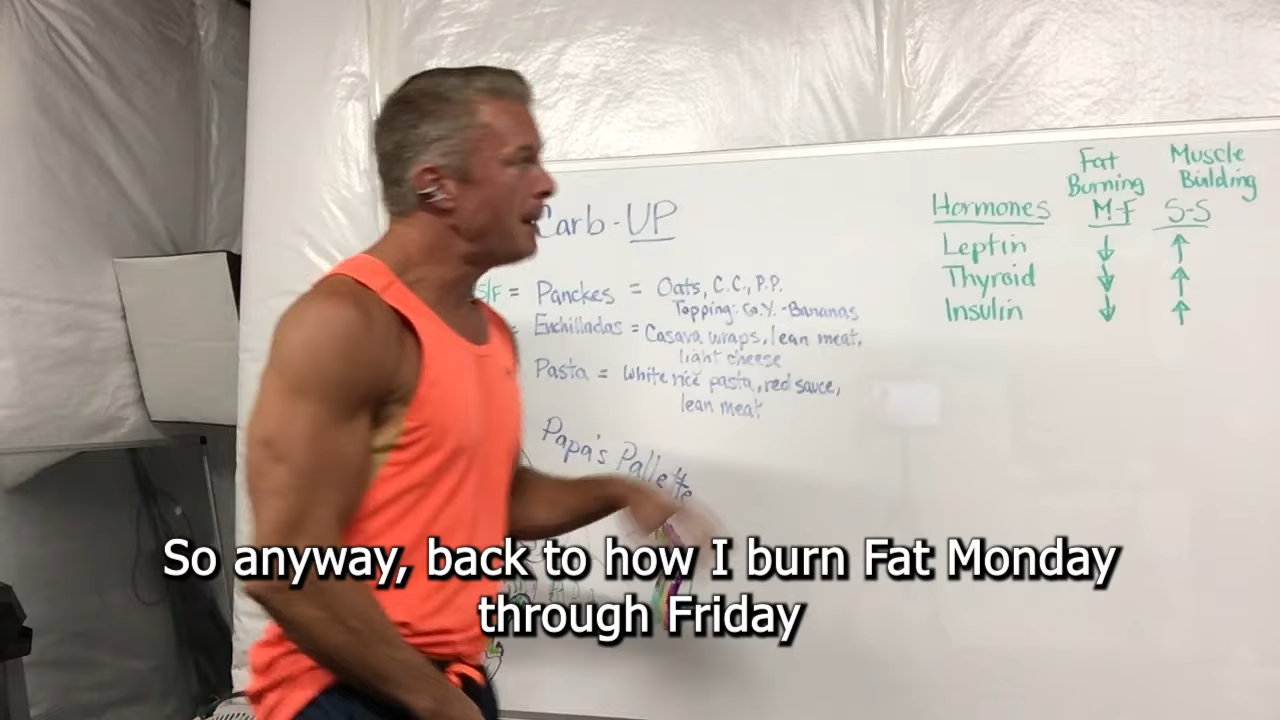 Carb-UP
S/F = Panckes = Oats, C.C., P.P.
Topping: G.Y.-Bananas
= Enchilladas = Casava wraps, lean meat,
light cheese
Pasta = white rice pasta, red sauce,
lean meat
Papa's Pallette
Fat Burning
Muscle Building
Hormones M-F S-S
Leptin ↓ ↑
Thyroid ↓ ↑
Insulin ↓ ↑
So anyway, back to how I burn Fat Monday
through Friday